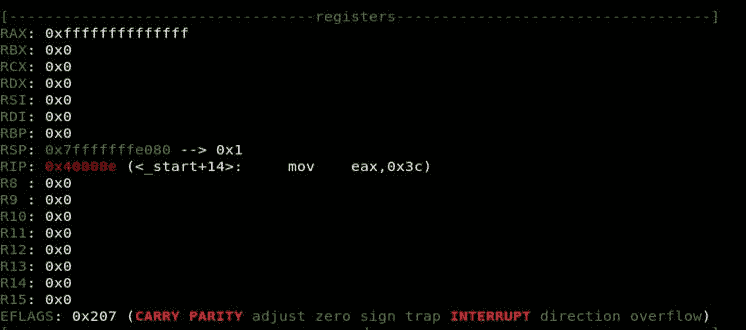 [----------------------------------registers-----------------------------------]
RAX: 0xffffffffffffff
RBX: 0x0
RCX: 0x0
RDX: 0x0
RSI: 0x0
RDI: 0x0
RBP: 0x0
RSP: 0x7fffffffe080 --> 0x1
RIP: 0x40008e (<_start+14>: mov eax,0x3c)
R8 : 0x0
R9 : 0x0
R10: 0x0
R11: 0x0
R12: 0x0
R13: 0x0
R14: 0x0
R15: 0x0
EFLAGS: 0x207 (CARRY PARITY adjust zero sign trap INTERRUPT direction overflow)